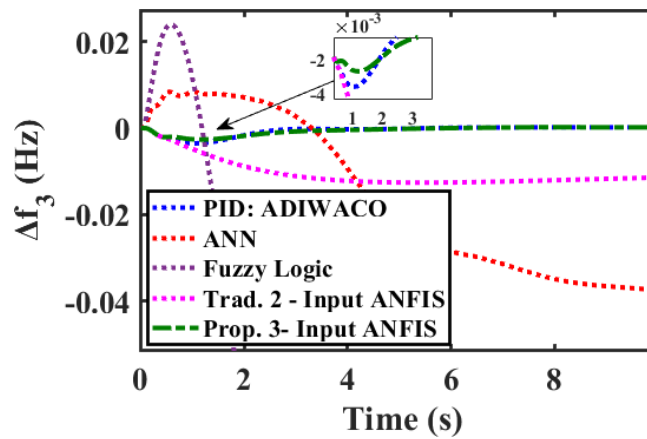 0.02
0
-0.02
-0.04
Δf3 (Hz)
×10-3
-2
-4
1 2 3
PID: ADIWACO
ANN
Fuzzy Logic
Trad. 2 - Input ANFIS
Prop. 3- Input ANFIS
0 2 4 6 8
Time (s)